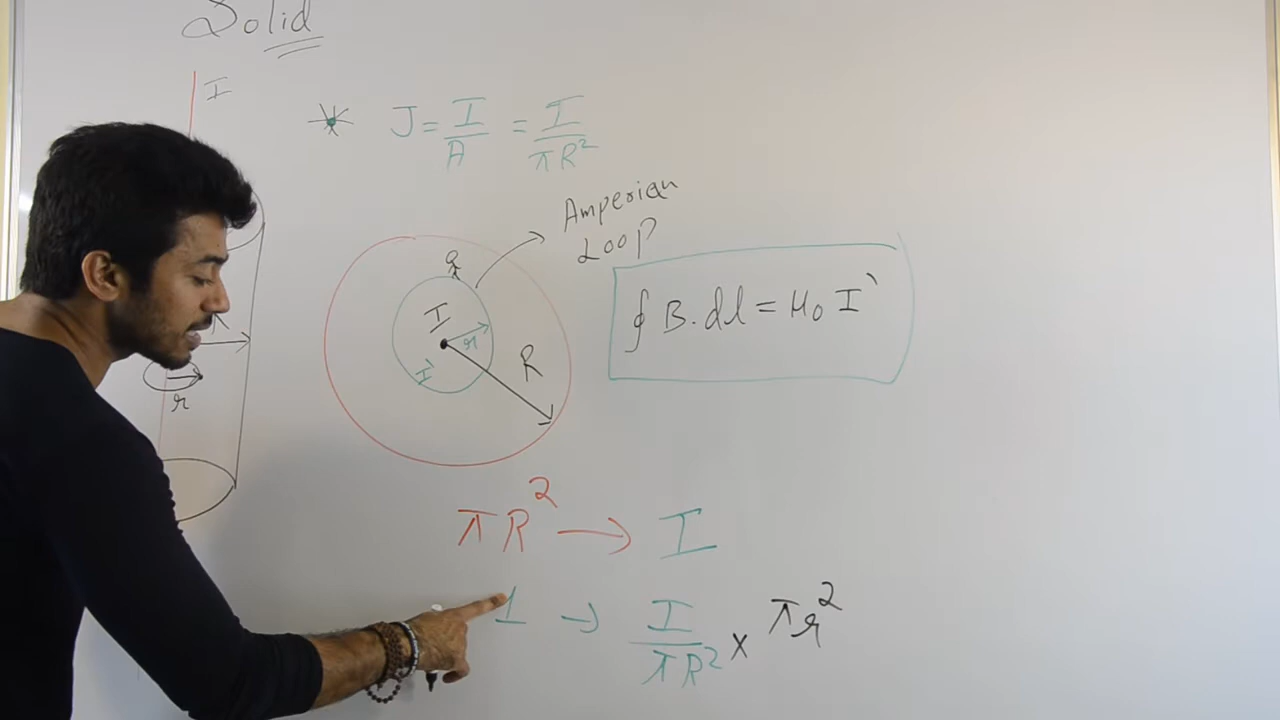 Solid
I
J = I/A = I/πR²
Amperian
Loop
∮ B. dl = μ₀ I`
I
r
I`
R
r
πR² → I
1 → I/πR² × πr²